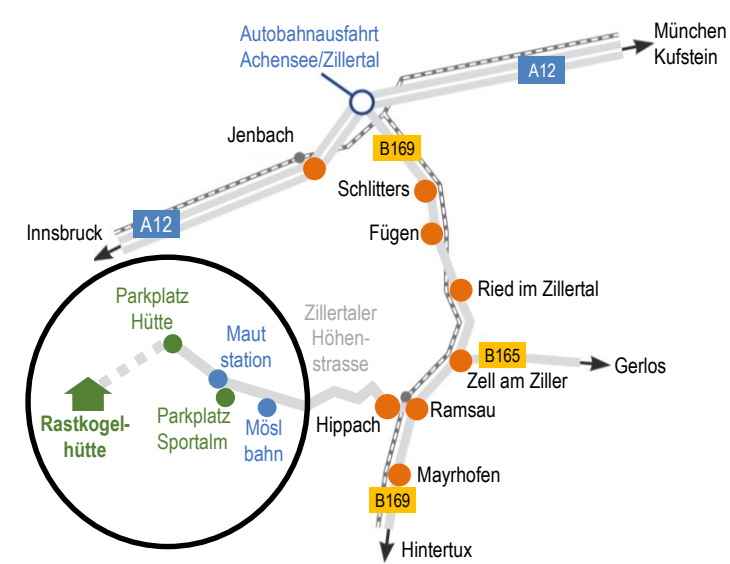 Autobahnausfahrt
Achensee/Zillertal
München
Kufstein
A12
Jenbach
B169
Schlitters
A12
Innsbruck
Fügen
Ried im Zillertal
Parkplatz
Hütte
Zillertaler
Höhen-
strasse
Maut
station
B165
Gerlos
Zell am Ziller
Rastkogel-
hütte
Parkplatz
Sportalm
Mösl
bahn
Hippach
Ramsau
Mayrhofen
B169
Hintertux